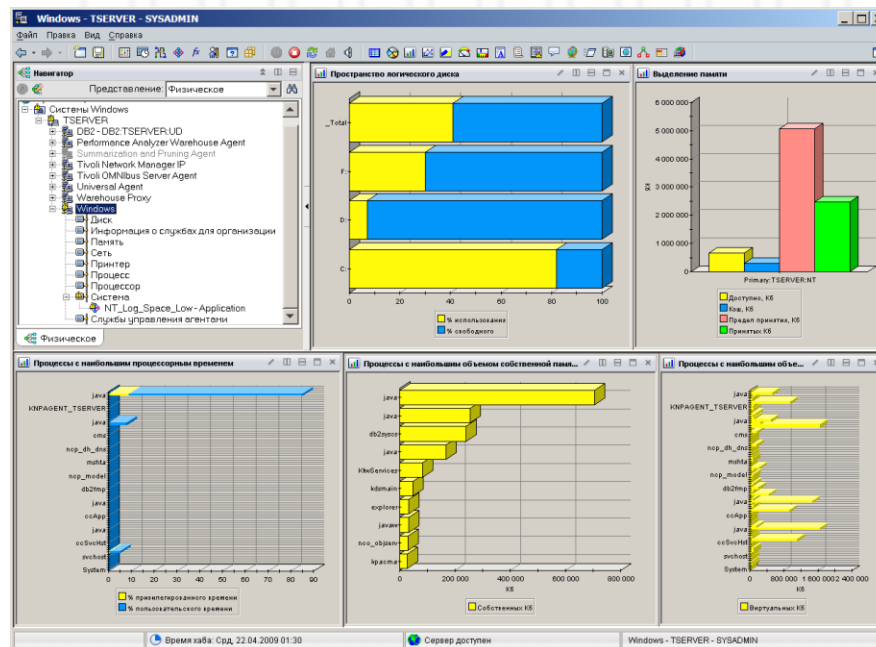 Windows - TSERVER - SYSADMIN
Файл Правка Вид Справка
Навигатор
Представление: Физическое
Системы Windows
TSERVER
DB2 - DB2:TSERVER:UD
Performance Analyzer Warehouse Agent
Summarization and Pruning Agent
Tivoli Network Manager IP
Tivoli OMNIbus Server Agent
Universal Agent
Warehouse Proxy
Windows
Диск
Информация о службах для организации
Память
Сеть
Принтер
Процесс
Процессор
Система
NT_Log_Space_Low - Application
Службы управления агентами
Физическое
Пространство логического диска
_Total
F:
D:
C:
0 20 40 60 80 100
% использования
% свободного
Выделение памяти
6 000 000
5 000 000
4 000 000
3 000 000
2 000 000
1 000 000
0
Кб
Primary:TSERVER:NT
Доступно, Кб
Кэш, Кб
Предел принятых, Кб
Принятых Кб
Процессы с наибольшим процессорным временем
java
KNPAGENT_TSERVER
java
cms
ncp_dh_dns
mshta
ncp_model
db2fmp
java
ccApp
java
ccSvcHst
svchost
System
0 10 20 30 40 50 60 70 80 90
% привилегированного времени
% пользовательского времени
Процессы с наибольшим объемом собственной памя...
java
java
db2syscs
java
KfwServices
kdsmain
explorer
javaw
nco_objserv
kpacma
0 200 000 400 000 600 000 800 000
Кб
Собственных Кб
Процессы с наибольшим объе...
java
KNPAGENT_TSERVER
java
cms
ncp_dh_dns
mshta
ncp_model
db2fmp
java
ccApp
java
ccSvcHst
svchost
System
0 800 000 1 600 000 2 400 000
Кб
Виртуальных Кб
Время хаба: Срд, 22.04.2009 01:30
Сервер доступен
Windows - TSERVER - SYSADMIN